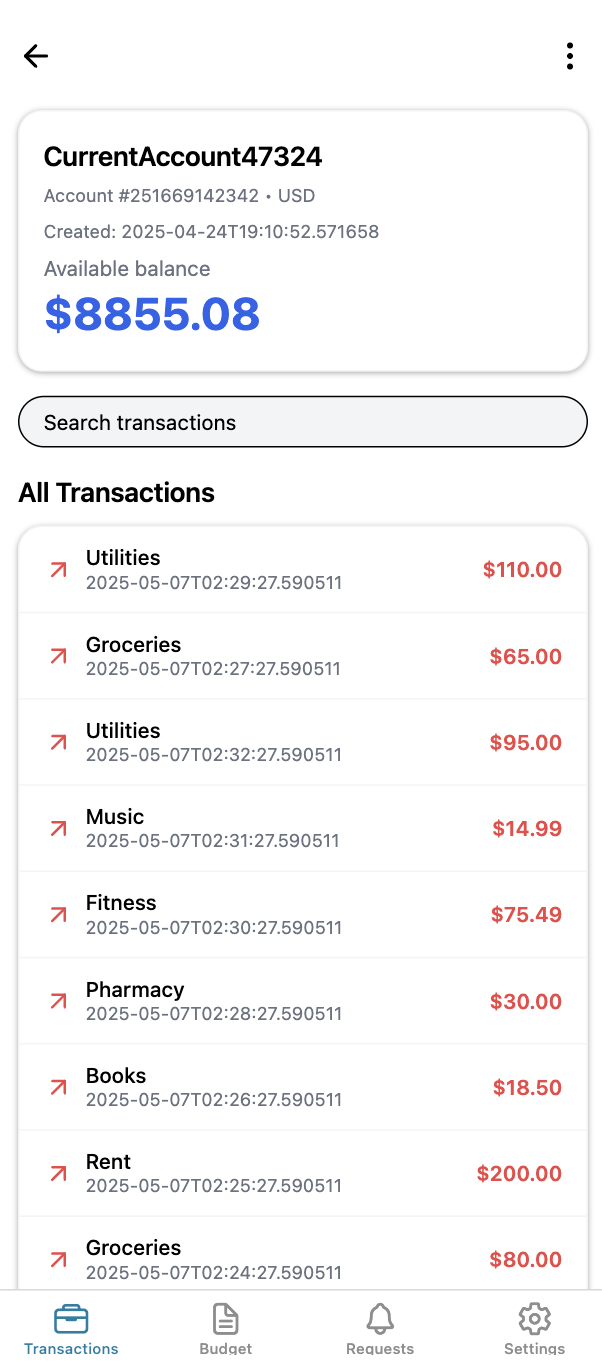 CurrentAccount47324
Account #251669142342 • USD
Created: 2025-04-24T19:10:52.571658
Available balance
$8855.08
Search transactions
All Transactions
Utilities
2025-05-07T02:29:27.590511
$110.00
Groceries
2025-05-07T02:27:27.590511
$65.00
Utilities
2025-05-07T02:32:27.590511
$95.00
Music
2025-05-07T02:31:27.590511
$14.99
Fitness
2025-05-07T02:30:27.590511
$75.49
Pharmacy
2025-05-07T02:28:27.590511
$30.00
Books
2025-05-07T02:26:27.590511
$18.50
Rent
2025-05-07T02:25:27.590511
$200.00
Groceries
2025-05-07T02:24:27.590511
$80.00
Transactions
Budget
Requests
Settings